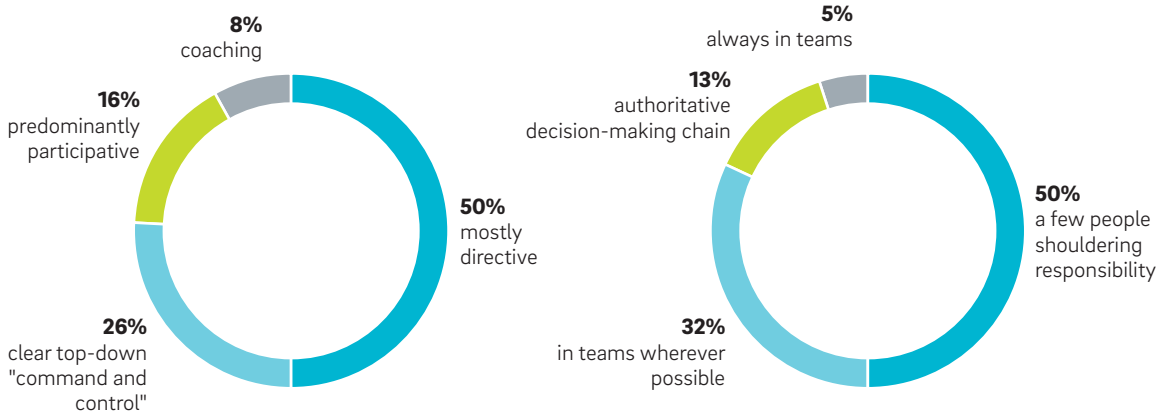 8%
coaching
16%
predominantly
participative
50%
mostly
directive
26%
clear top-down
"command and
control"
5%
always in teams
13%
authoritative
decision-making chain
50%
a few people
shouldering
responsibility
32%
in teams wherever
possible